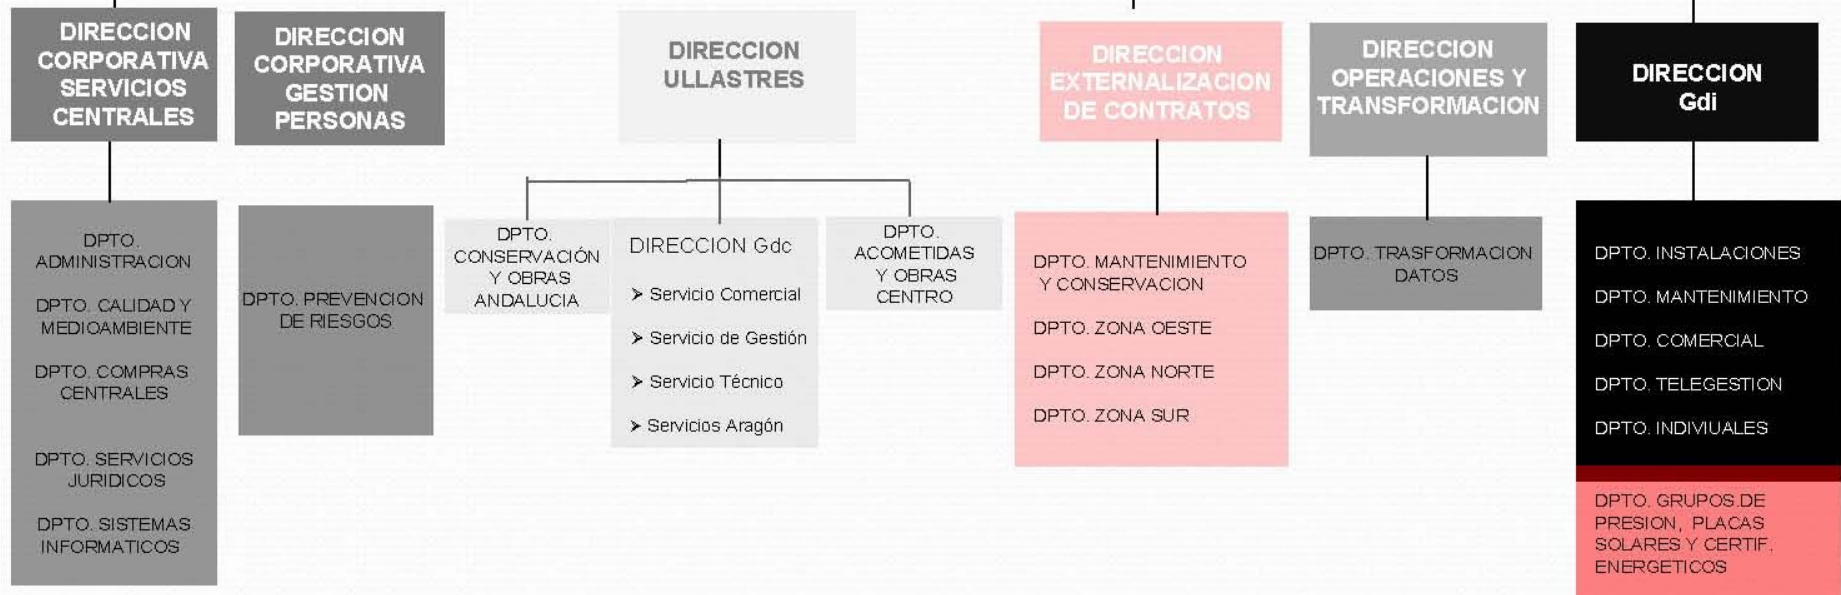 DIRECCION
CORPORATIVA
SERVICIOS
CENTRALES
DIRECCION
CORPORATIVA
GESTION
PERSONAS
DIRECCION
ULLASTRES
DIRECCION
EXTERNALIZACION
DE CONTRATOS
DIRECCION
OPERACIONES Y
TRANSFORMACION
DIRECCION
Gdi
DPTO.
ADMINISTRACION
DPTO. CALIDAD Y
MEDIOAMBIENTE
DPTO. COMPRAS
CENTRALES
DPTO. SERVICIOS
JURIDICOS
DPTO. SISTEMAS
INFORMATICOS
DPTO. PREVENCION
DE RIESGOS
DPTO.
CONSERVACIÓN
Y OBRAS
ANDALUCIA
DIRECCION Gdc
➢ Servicio Comercial
➢ Servicio de Gestión
➢ Servicio Técnico
➢ Servicios Aragón
DPTO.
ACOMETIDAS
Y OBRAS
CENTRO
DPTO. MANTENIMIENTO
Y CONSERVACION
DPTO. ZONA OESTE
DPTO. ZONA NORTE
DPTO. ZONA SUR
DPTO. TRASFORMACION
DATOS
DPTO. INSTALACIONES
DPTO. MANTENIMIENTO
DPTO. COMERCIAL
DPTO. TELEGESTION
DPTO. INDIVIUALES
DPTO. GRUPOS.DE
PRESION, PLACAS
SOLARES Y CERTIF.
ENERGETICOS